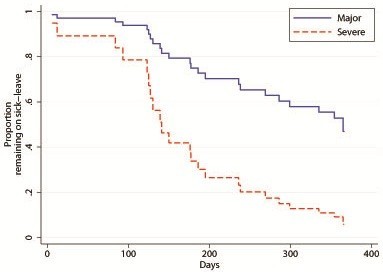 Major
Severe
Proportion
remaining on sick-leave
1
.8
.6
.4
.2
0
0
100
200
300
400
Days